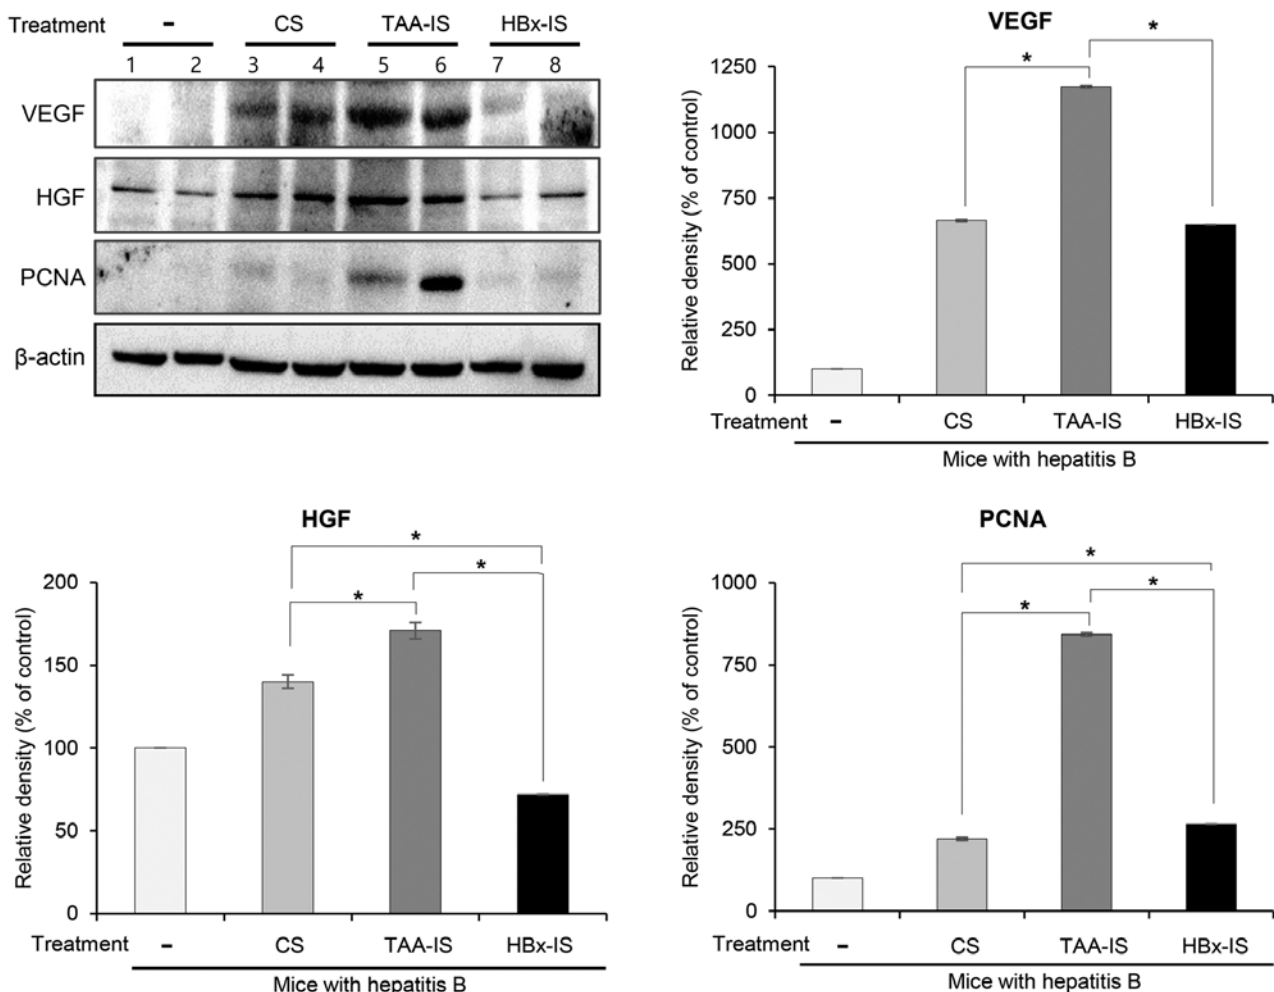 Treatment - CS TAA-IS HBx-IS
1 2 3 4 5 6 7 8
VEGF
HGF
PCNA
β-actin
VEGF
* *
Relative density (% of control)
1250
1000
750
500
250
0
Treatment - CS TAA-IS HBx-IS
Mice with hepatitis B
HGF
* * *
Relative density (% of control)
200
150
100
50
0
Treatment - CS TAA-IS HBx-IS
Mice with hepatitis B
PCNA
* * *
Relative density (% of control)
1000
750
500
250
0
Treatment - CS TAA-IS HBx-IS
Mice with hepatitis B